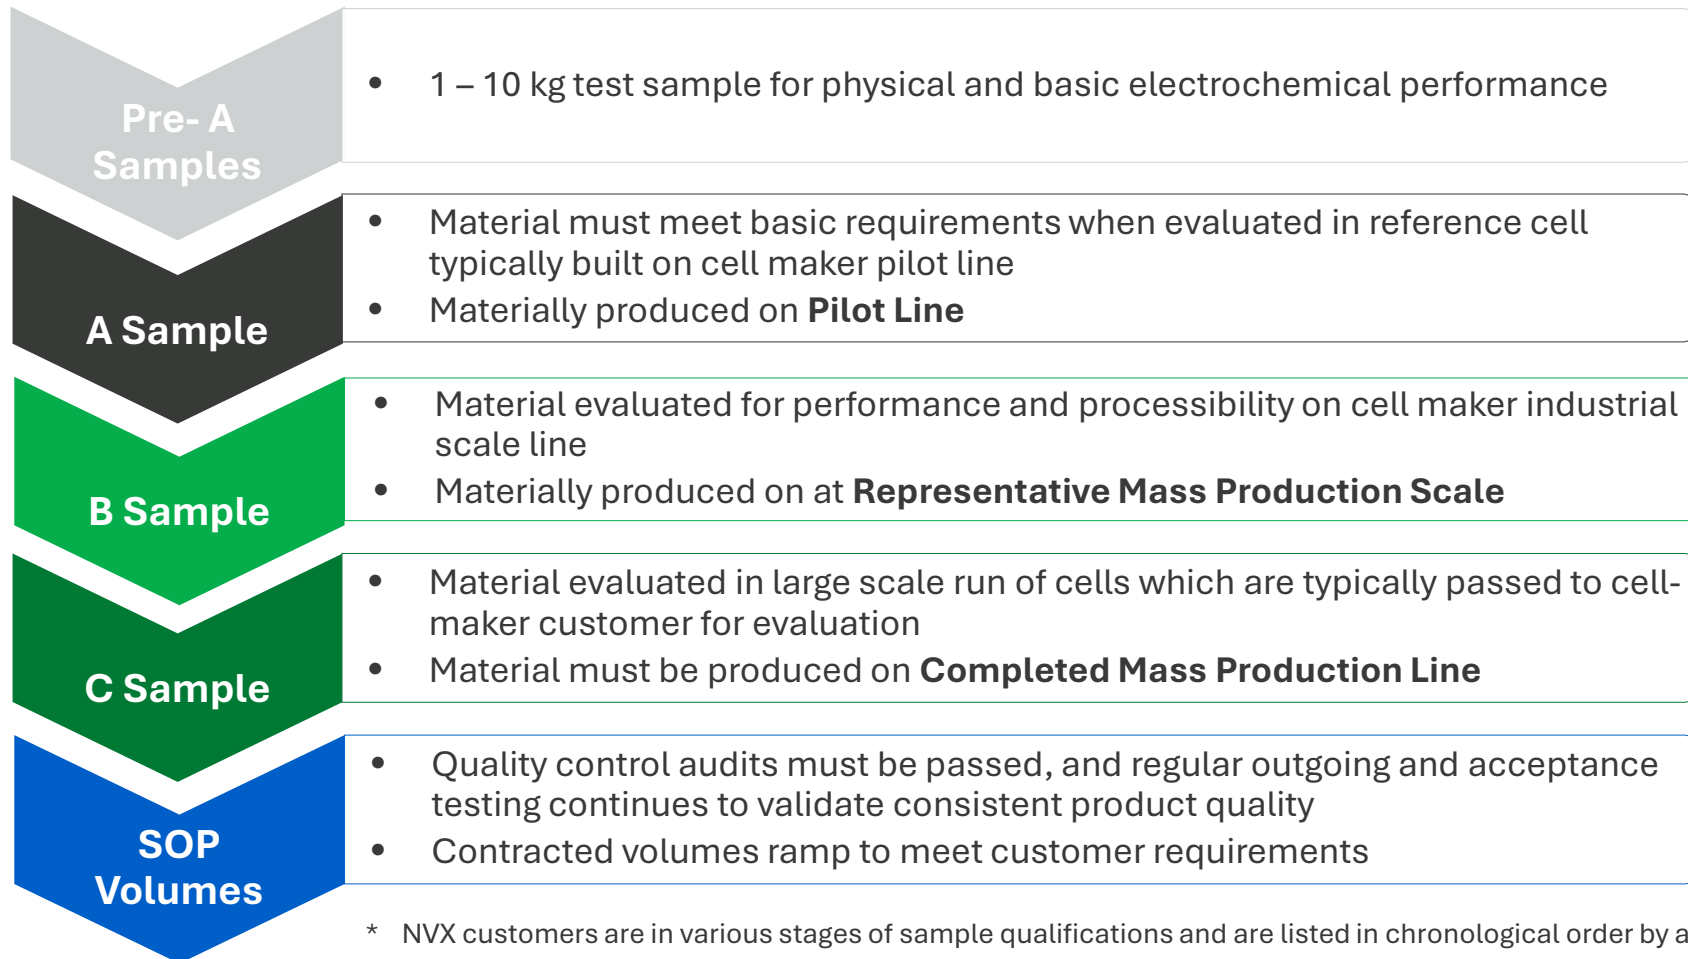 Pre- A
Samples
• 1 – 10 kg test sample for physical and basic electrochemical performance
A Sample
• Material must meet basic requirements when evaluated in reference cell
typically built on cell maker pilot line
• Materially produced on Pilot Line
B Sample
• Material evaluated for performance and processibility on cell maker industrial
scale line
• Materially produced on at Representative Mass Production Scale
C Sample
• Material evaluated in large scale run of cells which are typically passed to cell-
maker customer for evaluation
• Material must be produced on Completed Mass Production Line
SOP
Volumes
• Quality control audits must be passed, and regular outgoing and acceptance
testing continues to validate consistent product quality
• Contracted volumes ramp to meet customer requirements
* NVX customers are in various stages of sample qualifications and are listed in chronological order by a